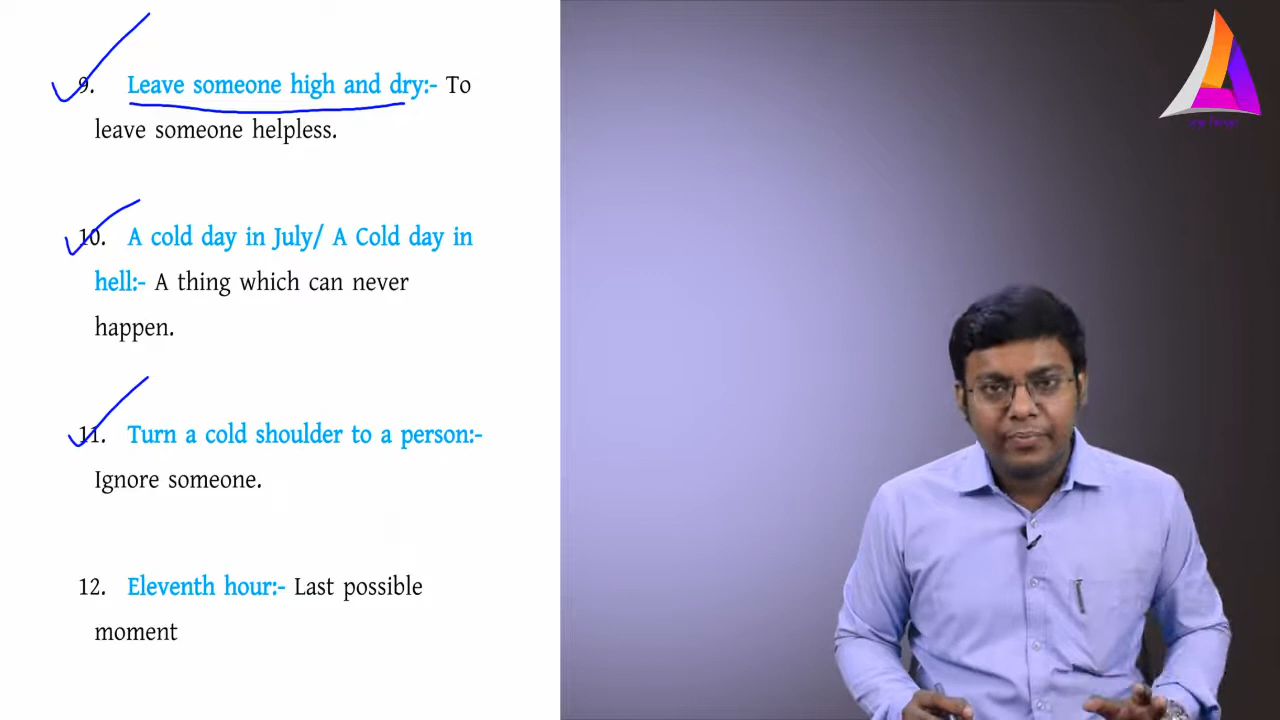 9. Leave someone high and dry:- To
leave someone helpless.
10. A cold day in July/ A Cold day in
hell:- A thing which can never
happen.
11. Turn a cold shoulder to a person:-
Ignore someone.
12. Eleventh hour:- Last possible
moment